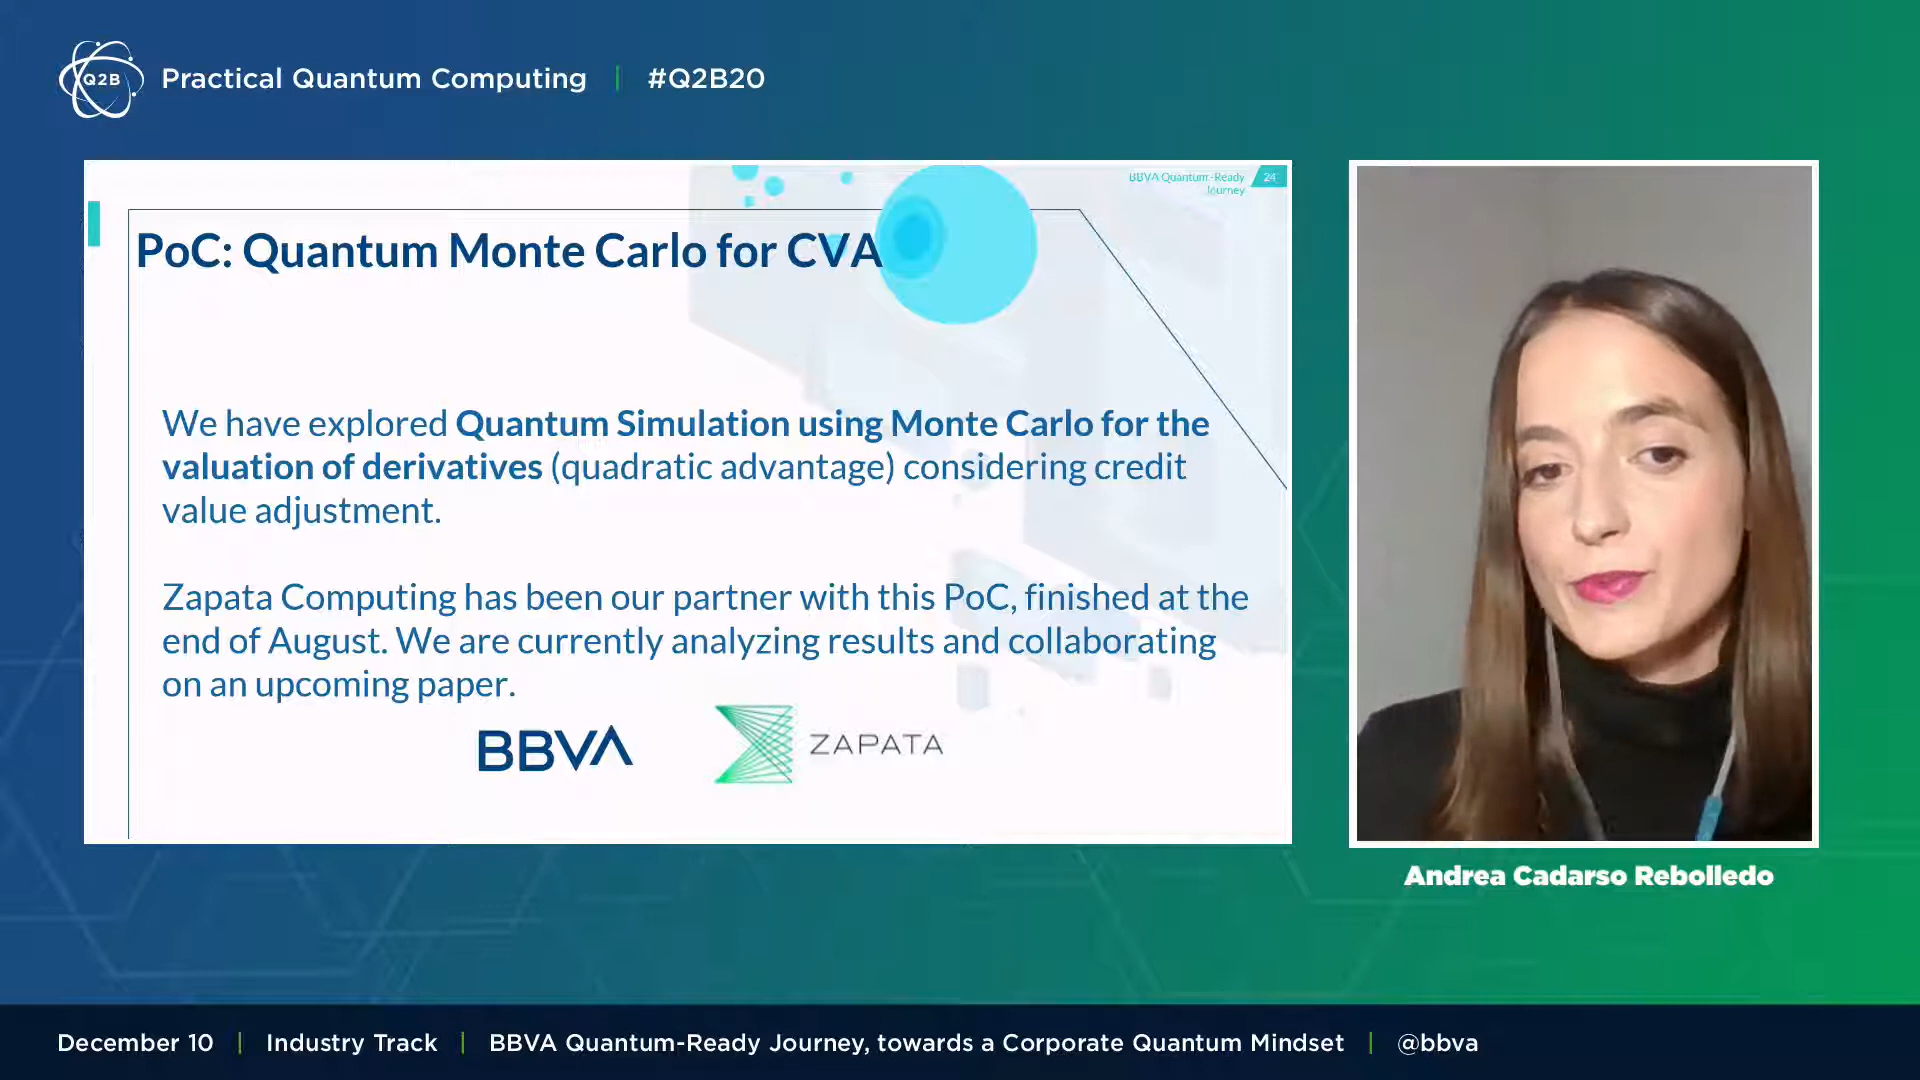 Q2B
Practical Quantum Computing | #Q2B20
BBVA Quantum-Ready
Journey
24
PoC: Quantum Monte Carlo for CVA
We have explored Quantum Simulation using Monte Carlo for the
valuation of derivatives (quadratic advantage) considering credit
value adjustment.
Zapata Computing has been our partner with this PoC, finished at the
end of August. We are currently analyzing results and collaborating
on an upcoming paper.
BBVA
ZAPATA
Andrea Cadarso Rebolledo
December 10 | Industry Track | BBVA Quantum-Ready Journey, towards a Corporate Quantum Mindset | @bbva